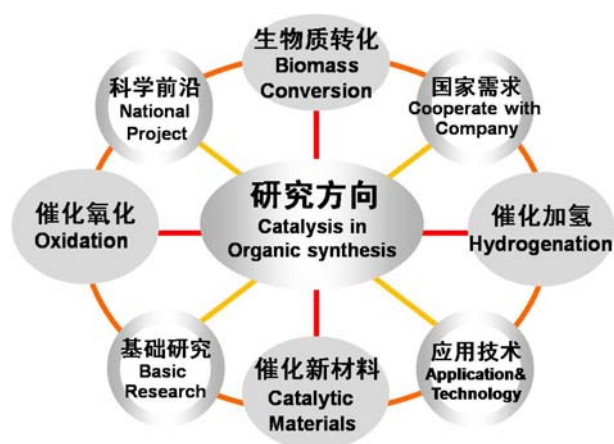 生物质转化
Biomass
Conversion
科学前沿
National
Project
国家需求
Cooperate with
Company
催化氧化
Oxidation
研究方向
Catalysis in
Organic synthesis
催化加氢
Hydrogenation
基础研究
Basic
Research
催化新材料
Catalytic
Materials
应用技术
Application&
Technology